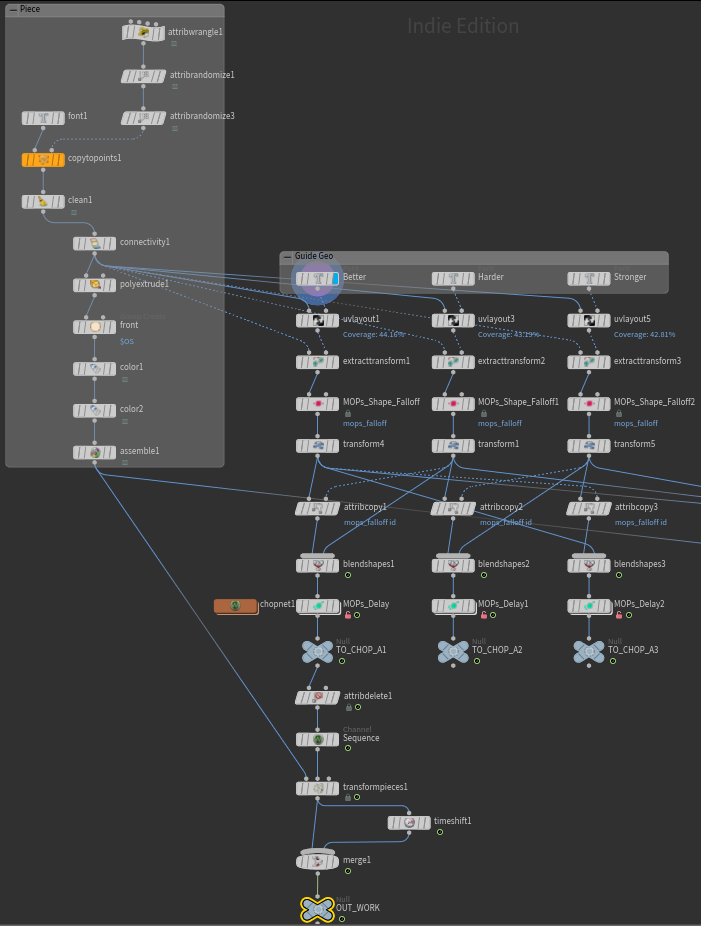 Piece
Indie Edition
attribwrangle1
attribrandomize1
attribrandomize3
font1
copytopoints1
clean1
connectivity1
polyextrude1
front
$OS
color1
color2
assemble1
Guide Geo
Better
Harder
Stronger
uvlayout1
uvlayout3
uvlayout5
Coverage: 44.16%
Coverage: 43.19%
Coverage: 42.81%
extracttransform1
extracttransform2
extracttransform3
MOPs_Shape_Falloff
MOPs_Shape_Falloff1
MOPs_Shape_Falloff2
mops_falloff
mops_falloff
mops_falloff
transform4
transform1
transform5
attribcopy1
attribcopy2
attribcopy3
mops_falloff id
mops_falloff id
mops_falloff id
blendshapes1
blendshapes2
blendshapes3
chopnet1
MOPs_Delay
MOPs_Delay1
MOPs_Delay2
Null
Null
Null
TO_CHOP_A1
TO_CHOP_A2
TO_CHOP_A3
attribdelete1
Channel
Sequence
transformpieces1
timeshift1
merge1
Null
OUT_WORK